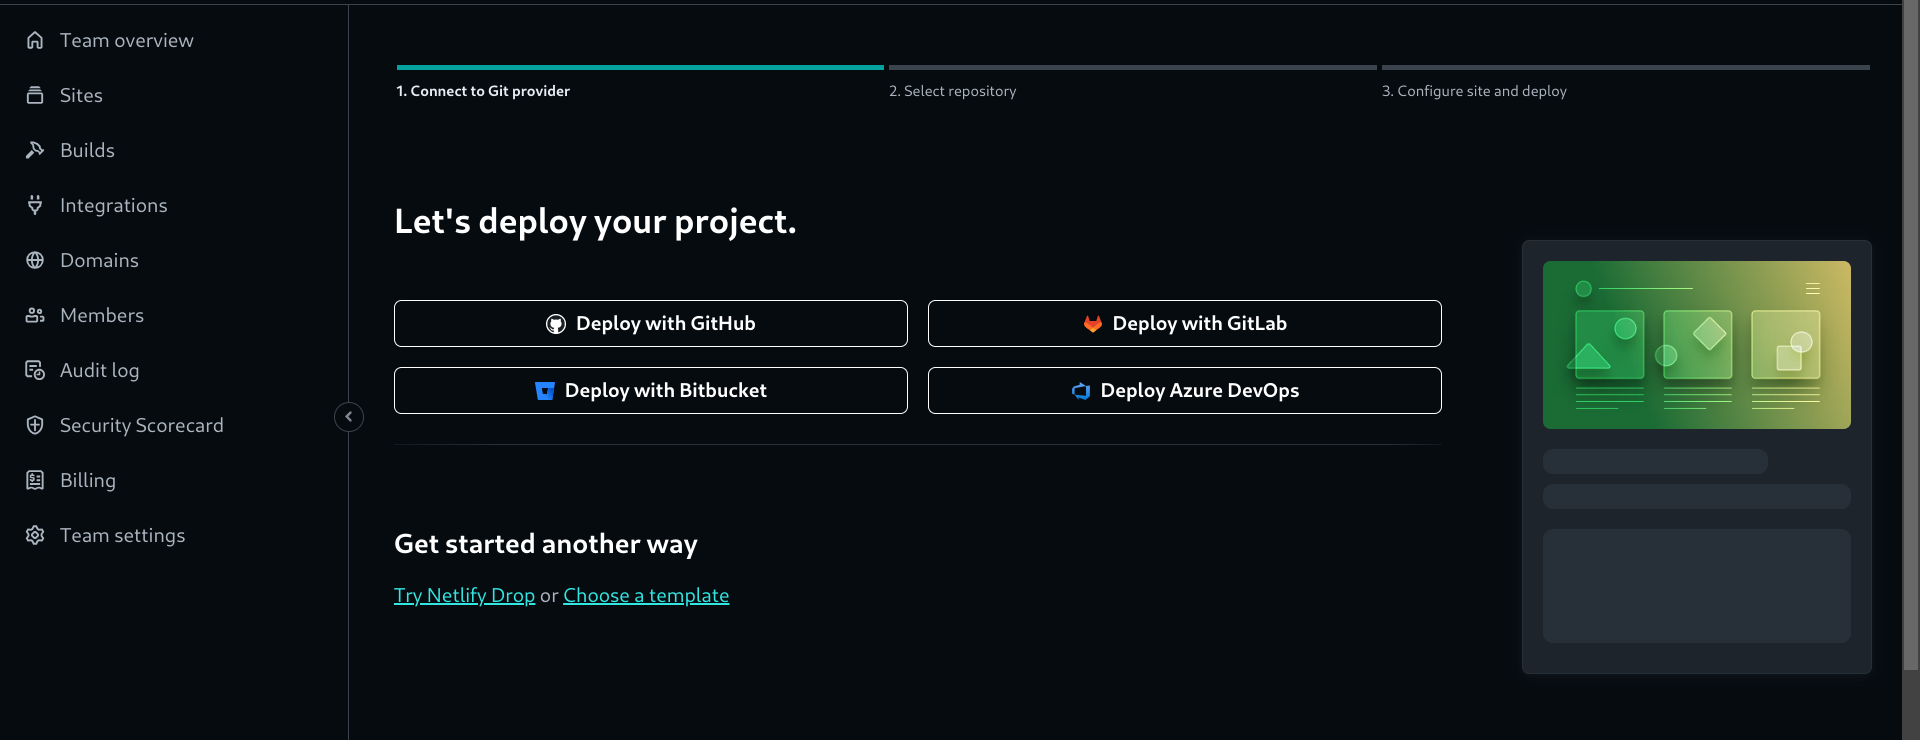 Team overview
Sites
Builds
Integrations
Domains
Members
Audit log
Security Scorecard
Billing
Team settings
1. Connect to Git provider
2. Select repository
3. Configure site and deploy
Let's deploy your project.
Deploy with GitHub
Deploy with GitLab
Deploy with Bitbucket
Deploy Azure DevOps
Get started another way
Try Netlify Drop or Choose a template